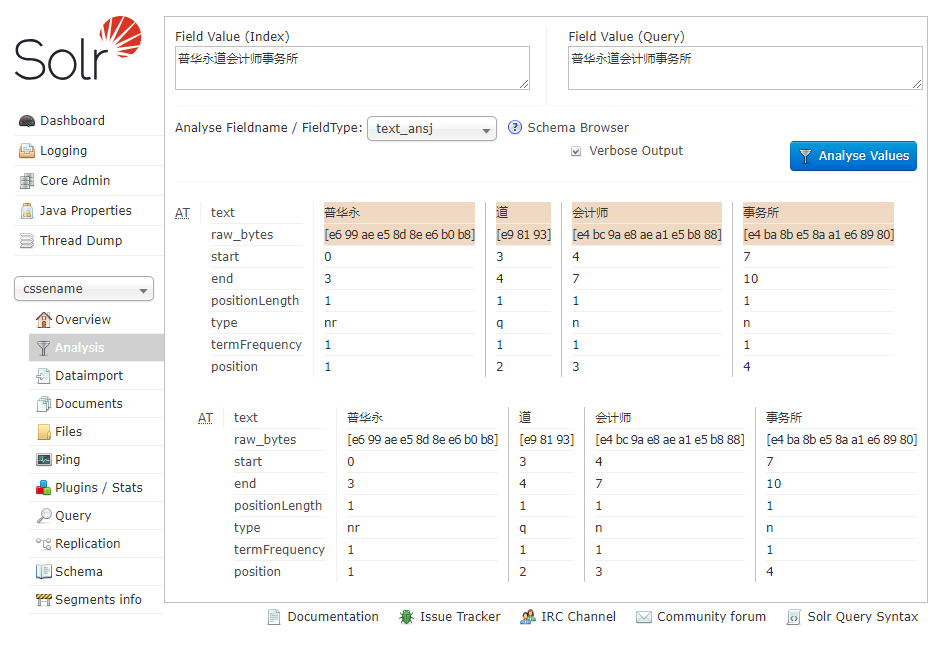 Solr
Dashboard
Logging
Core Admin
Java Properties
Thread Dump
cssename
Overview
Analysis
Dataimport
Documents
Files
Ping
Plugins / Stats
Query
Replication
Schema
Segments info
Field Value (Index)
普华永道会计师事务所
Field Value (Query)
普华永道会计师事务所
Analyse Fieldname / FieldType: text_ansj ? Schema Browser
Verbose Output
Analyse Values
AT text 普华永 道 会计师 事务所
raw_bytes [e6 99 ae e5 8d 8e e6 b0 b8] [e9 81 93] [e4 bc 9a e8 ae a1 e5 b8 88] [e4 ba 8b e5 8a a1 e6 89 80]
start 0 3 4 7
end 3 4 7 10
positionLength 1 1 1 1
type nr q n n
termFrequency 1 1 1 1
position 1 2 3 4
AT text 普华永 道 会计师 事务所
raw_bytes [e6 99 ae e5 8d 8e e6 b0 b8] [e9 81 93] [e4 bc 9a e8 ae a1 e5 b8 88] [e4 ba 8b e5 8a a1 e6 89 80]
start 0 3 4 7
end 3 4 7 10
positionLength 1 1 1 1
type nr q n n
termFrequency 1 1 1 1
position 1 2 3 4
Documentation Issue Tracker IRC Channel Community forum Solr Query Syntax